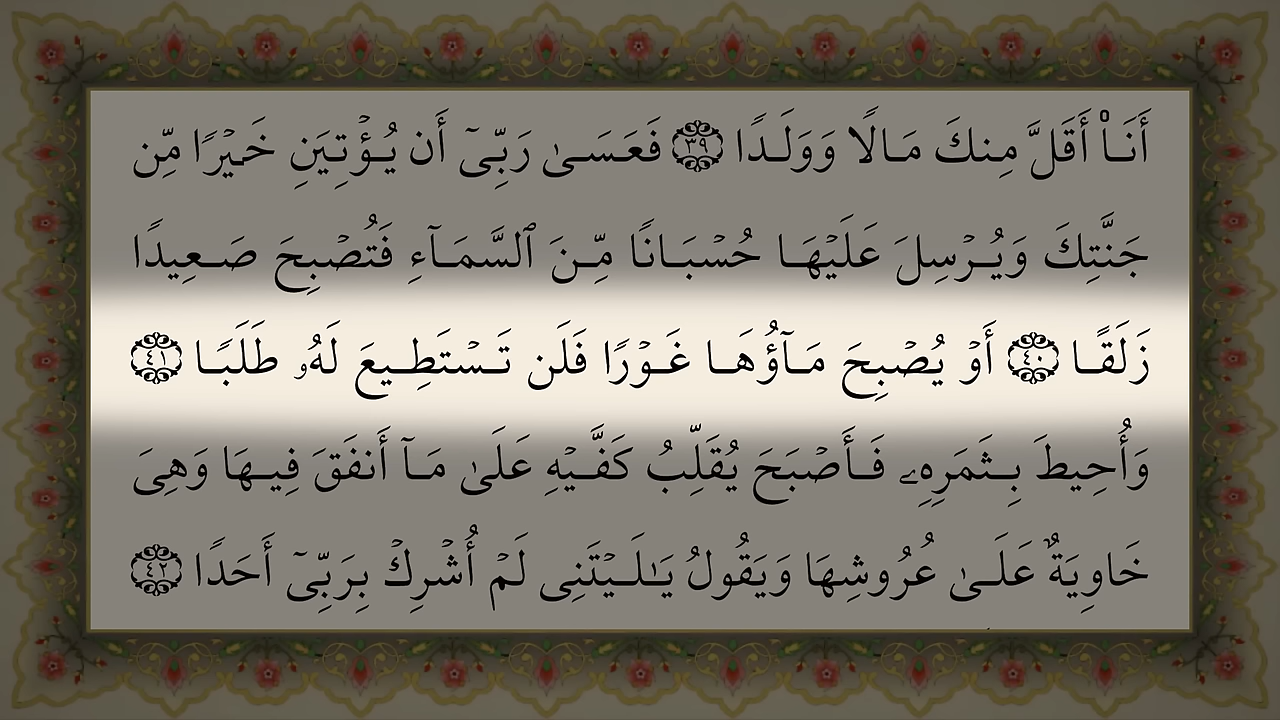 أَنَا۠ أَقَلَّ مِنكَ مَالًا وَوَلَدًا ﴿٣٩﴾ فَعَسَىٰ رَبِّىٓ أَن يُؤْتِيَنِ خَيْرًا مِّن
جَنَّتِكَ وَيُرْسِلَ عَلَيْهَا حُسْبَانًا مِّنَ ٱلسَّمَآءِ فَتُصْبِحَ صَعِيدًا
زَلَقًا ﴿٤٠﴾ أَوْ يُصْبِحَ مَآؤُهَا غَوْرًا فَلَن تَسْتَطِيعَ لَهُۥ طَلَبًا ﴿٤١﴾
وَأُحِيطَ بِثَمَرِهِۦ فَأَصْبَحَ يُقَلِّبُ كَفَّيْهِ عَلَىٰ مَآ أَنفَقَ فِيهَا وَهِىَ
خَاوِيَةٌ عَلَىٰ عُرُوشِهَا وَيَقُولُ يَـٰلَيْتَنِى لَمْ أُشْرِكْ بِرَبِّىٓ أَحَدًا ﴿٤٢﴾